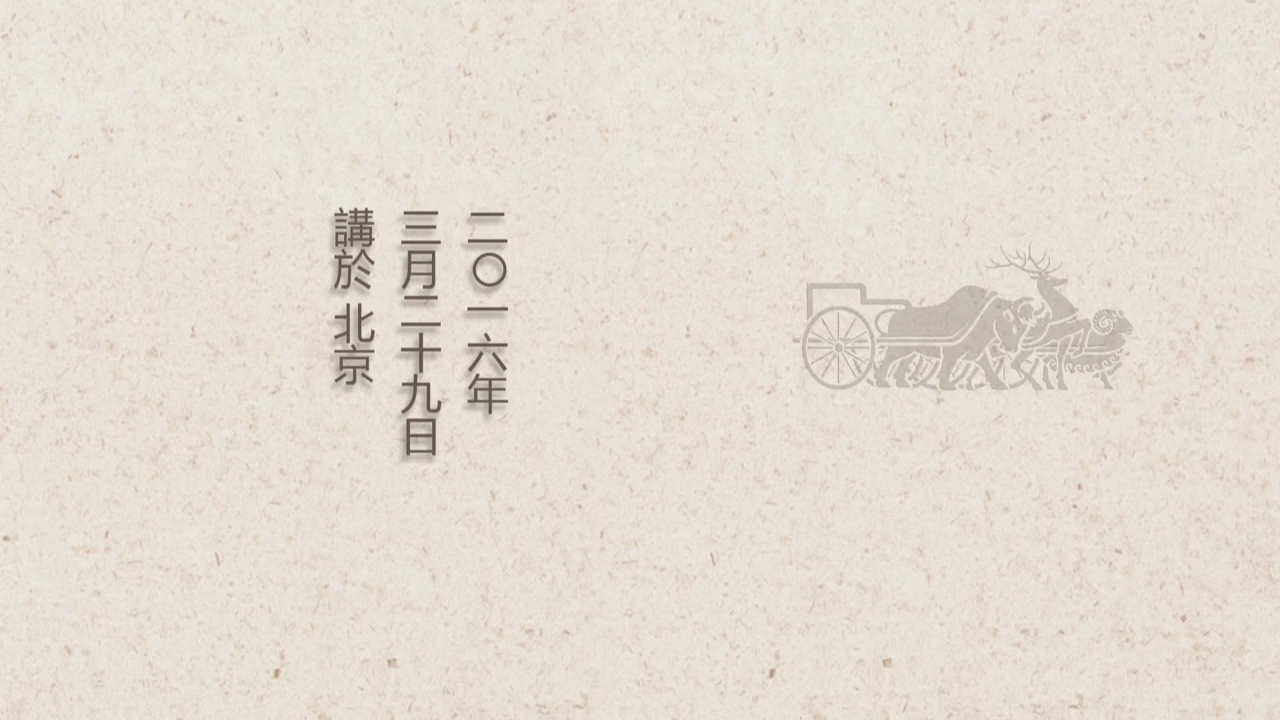 二〇一六年
三月二十九日
講於 北京